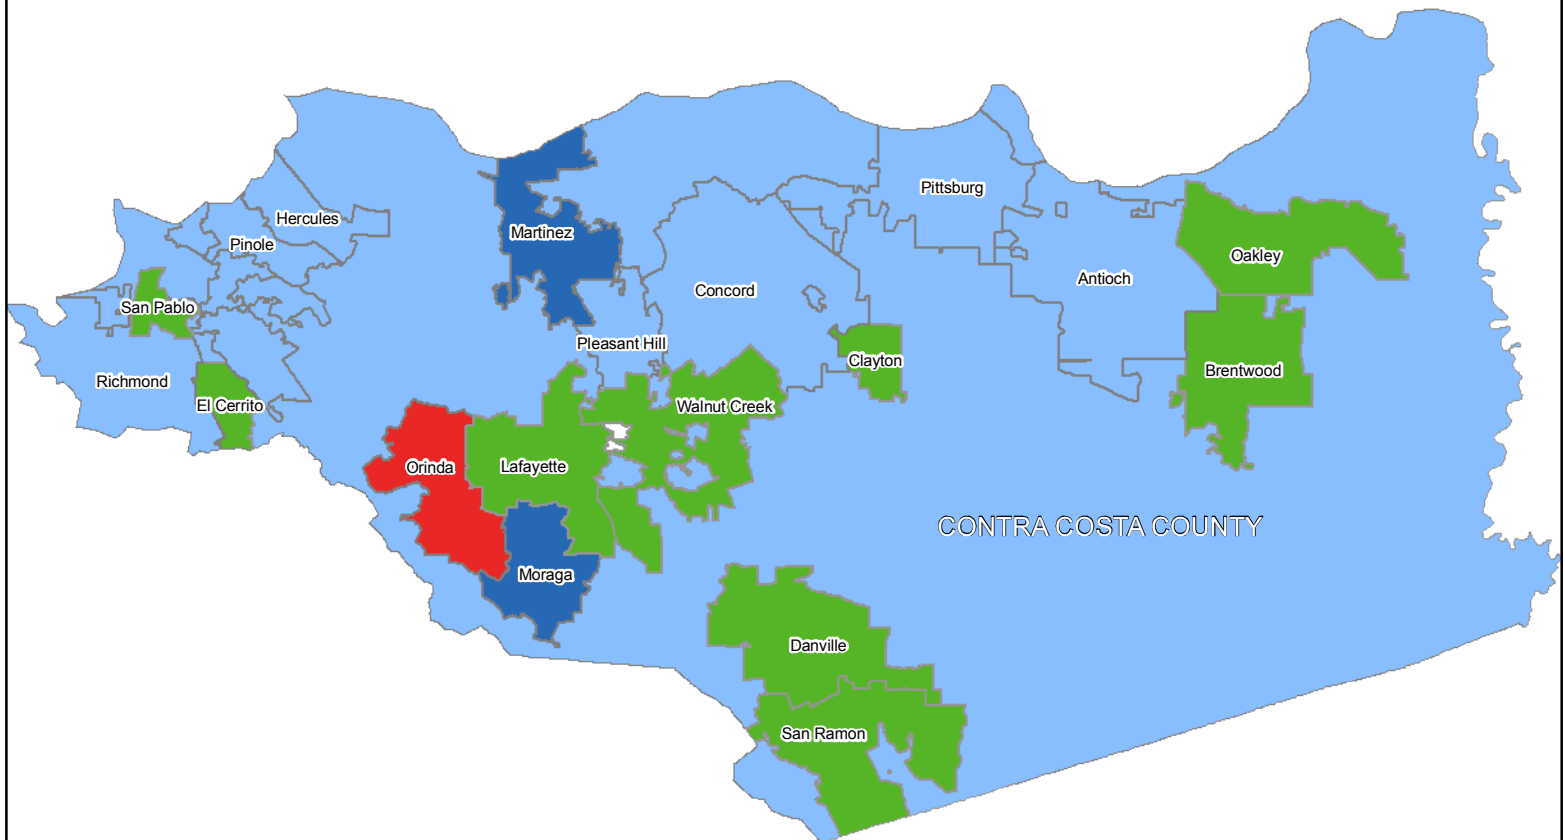 Pittsburg
Hercules
Martinez
Pinole
Oakley
Antioch
Concord
San Pablo
Pleasant Hill
Clayton
Brentwood
Richmond
El Cerrito
Walnut Creek
Orinda
Lafayette
CONTRA COSTA COUNTY
Moraga
Danville
San Ramon